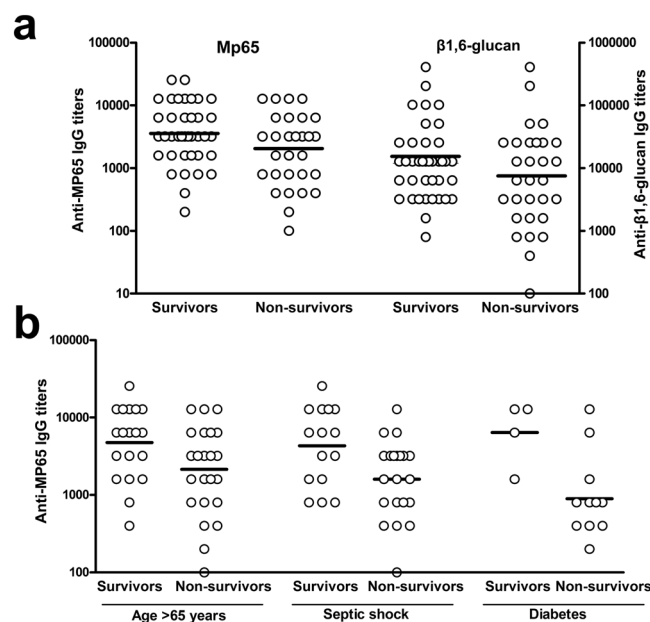 a
Mp65
β1,6-glucan
Anti-MP65 IgG titers
100000
10000
1000
100
10
1000000
100000
10000
1000
100
Anti-β1,6-glucan IgG titers
Survivors Non-survivors Survivors Non-survivors
b
Anti-MP65 IgG titers
100000
10000
1000
100
Survivors Non-survivors Survivors Non-survivors Survivors Non-survivors
Age >65 years Septic shock Diabetes